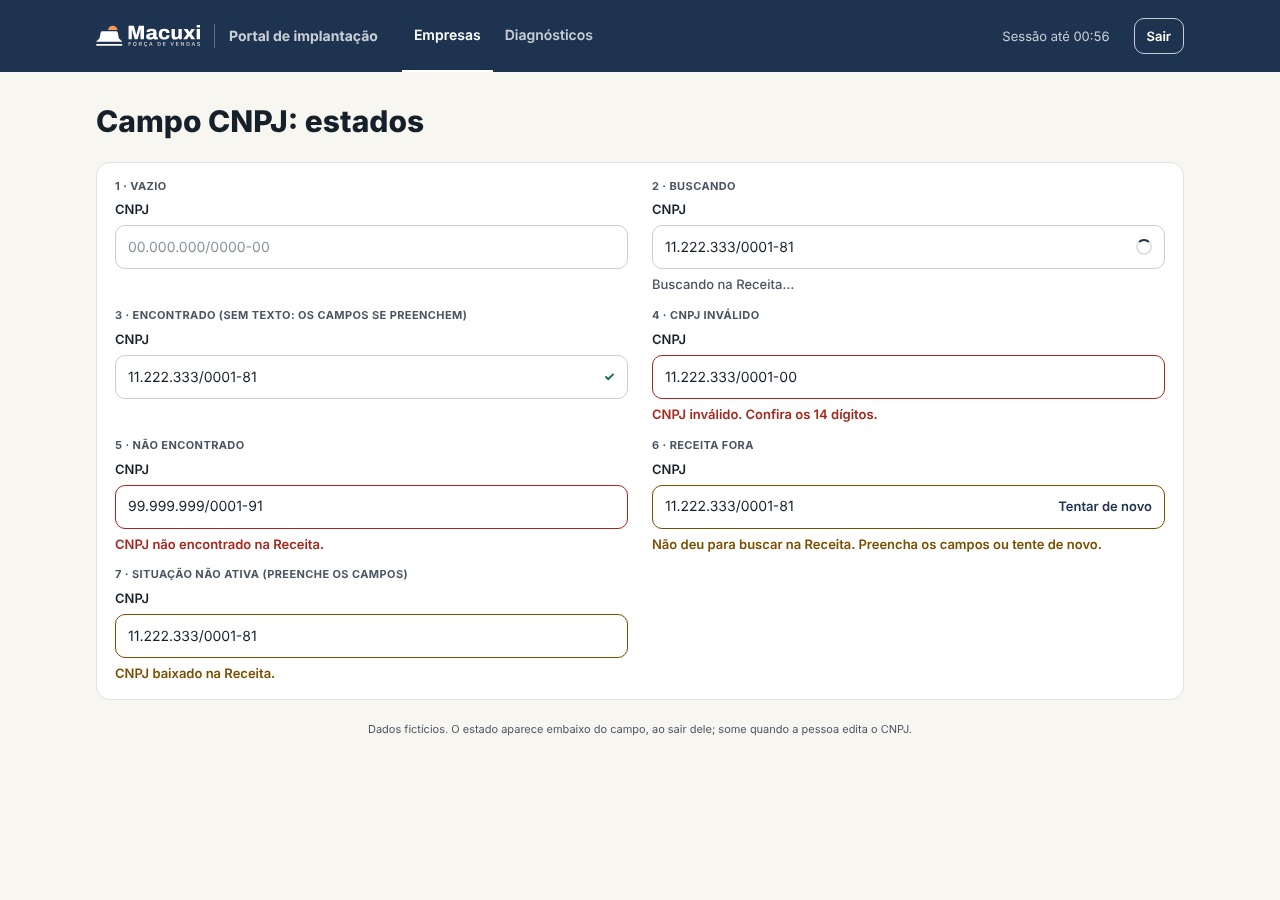 Macuxi
FORÇA DE VENDAS
Portal de implantação
Empresas
Diagnósticos
Sessão até 00:56
Sair
Campo CNPJ: estados
1 · VAZIO
CNPJ
00.000.000/0000-00
2 · BUSCANDO
CNPJ
11.222.333/0001-81
Buscando na Receita...
3 · ENCONTRADO (SEM TEXTO: OS CAMPOS SE PREENCHEM)
CNPJ
11.222.333/0001-81
4 · CNPJ INVÁLIDO
CNPJ
11.222.333/0001-00
CNPJ inválido. Confira os 14 dígitos.
5 · NÃO ENCONTRADO
CNPJ
99.999.999/0001-91
CNPJ não encontrado na Receita.
6 · RECEITA FORA
CNPJ
11.222.333/0001-81
Tentar de novo
Não deu para buscar na Receita. Preencha os campos ou tente de novo.
7 · SITUAÇÃO NÃO ATIVA (PREENCHE OS CAMPOS)
CNPJ
11.222.333/0001-81
CNPJ baixado na Receita.
Dados fictícios. O estado aparece embaixo do campo, ao sair dele; some quando a pessoa edita o CNPJ.